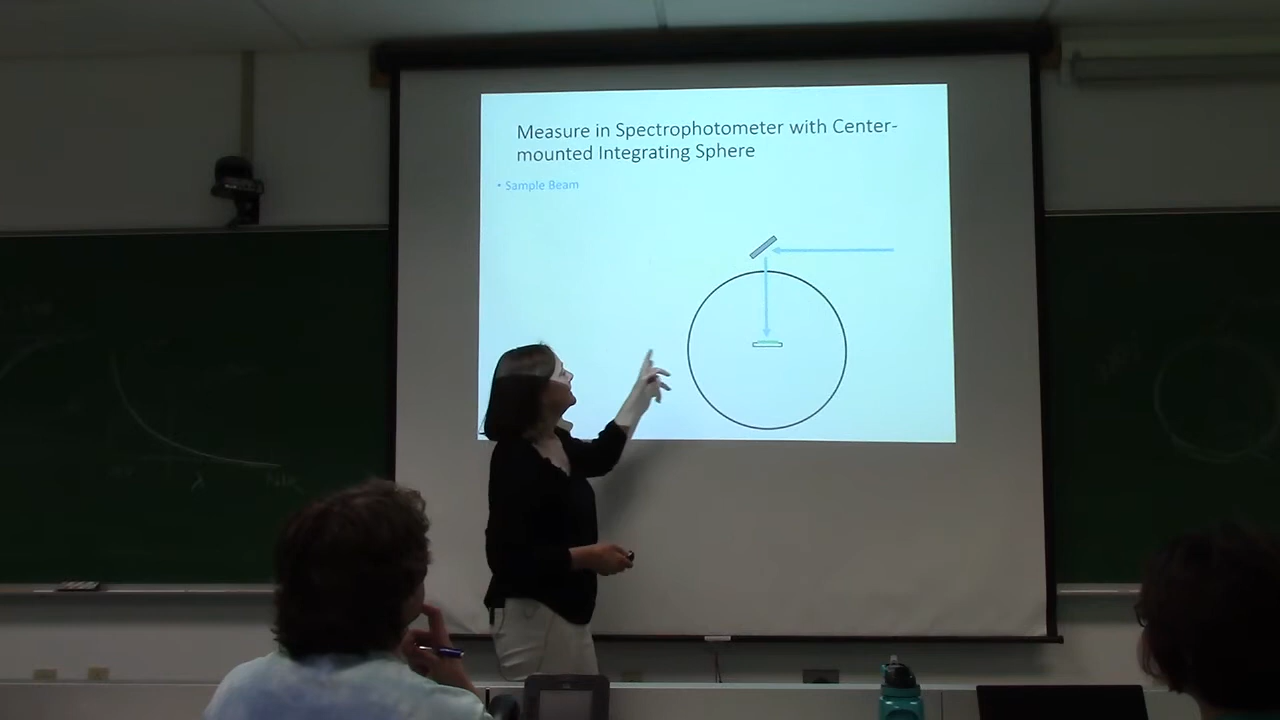 Measure in Spectrophotometer with Center-
mounted Integrating Sphere
• Sample Beam